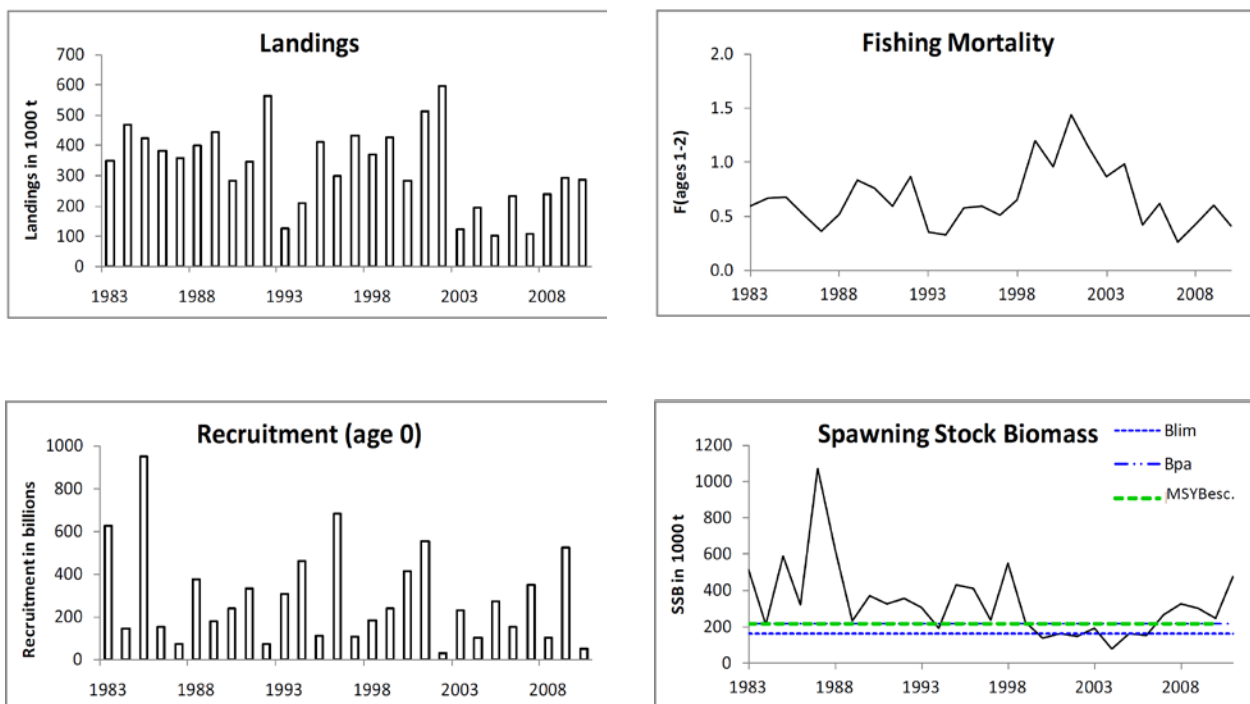 Landings
Landings in 1000 t
700
600
500
400
300
200
100
0
1983 1988 1993 1998 2003 2008
Fishing Mortality
F(ages 1-2)
2.0
1.5
1.0
0.5
0.0
1983 1988 1993 1998 2003 2008
Recruitment (age 0)
Recruitment in billions
1000
800
600
400
200
0
1983 1988 1993 1998 2003 2008
Spawning Stock Biomass
Blim
Bpa
MSYBesc.
SSB in 1000 t
1200
1000
800
600
400
200
0
1983 1988 1993 1998 2003 2008